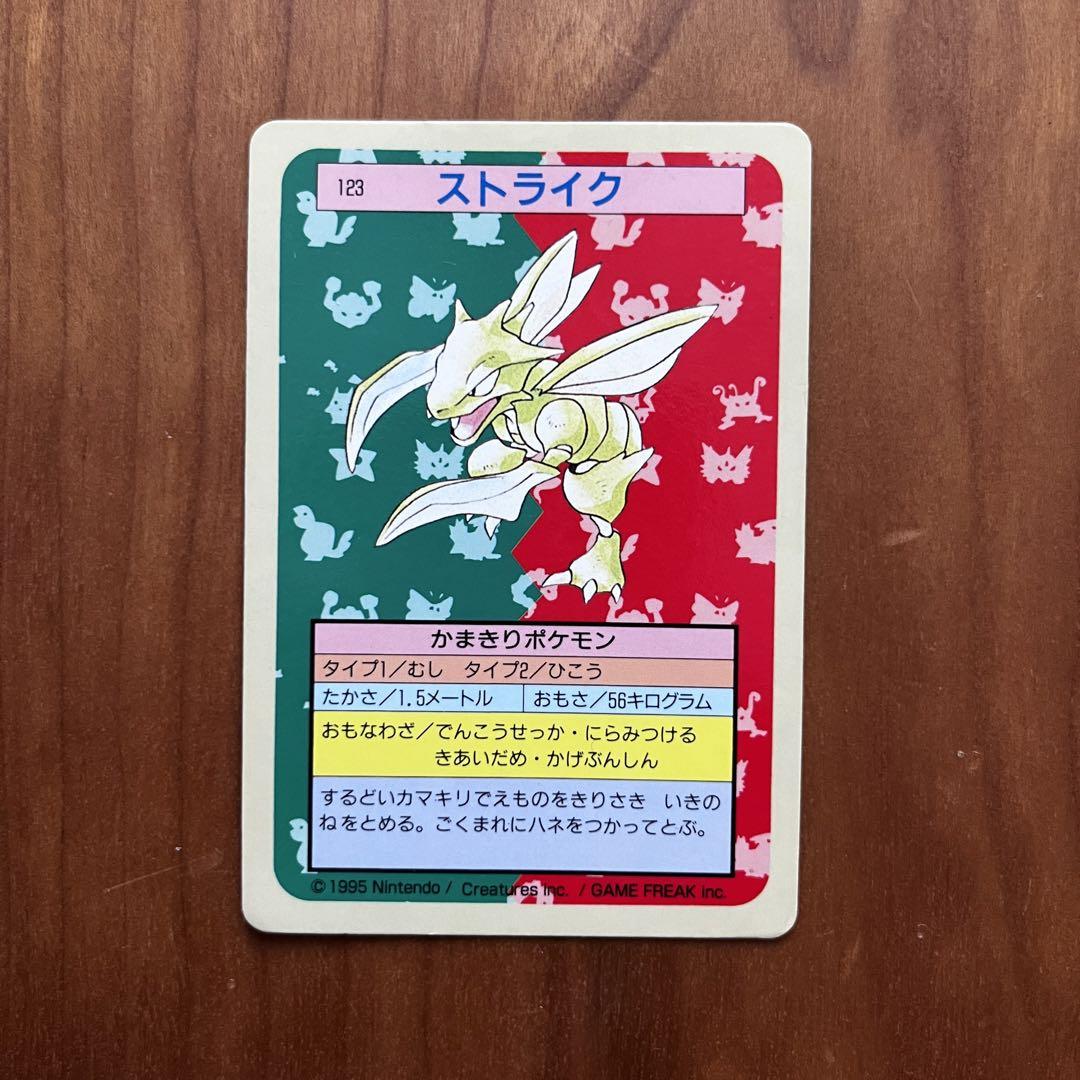 123 ストライク
かまきりポケモン
タイプ1／むし　タイプ2／ひこう
たかさ／1.5メートル　おもさ／56キログラム
おもなわざ／でんこうせっか・にらみつける
きあいだめ・かげぶんしん
するどいカマキリでえものをきりさき　いきの
ねをとめる。ごくまれにハネをつかってとぶ。
© 1995 Nintendo / Creatures inc. / GAME FREAK inc.